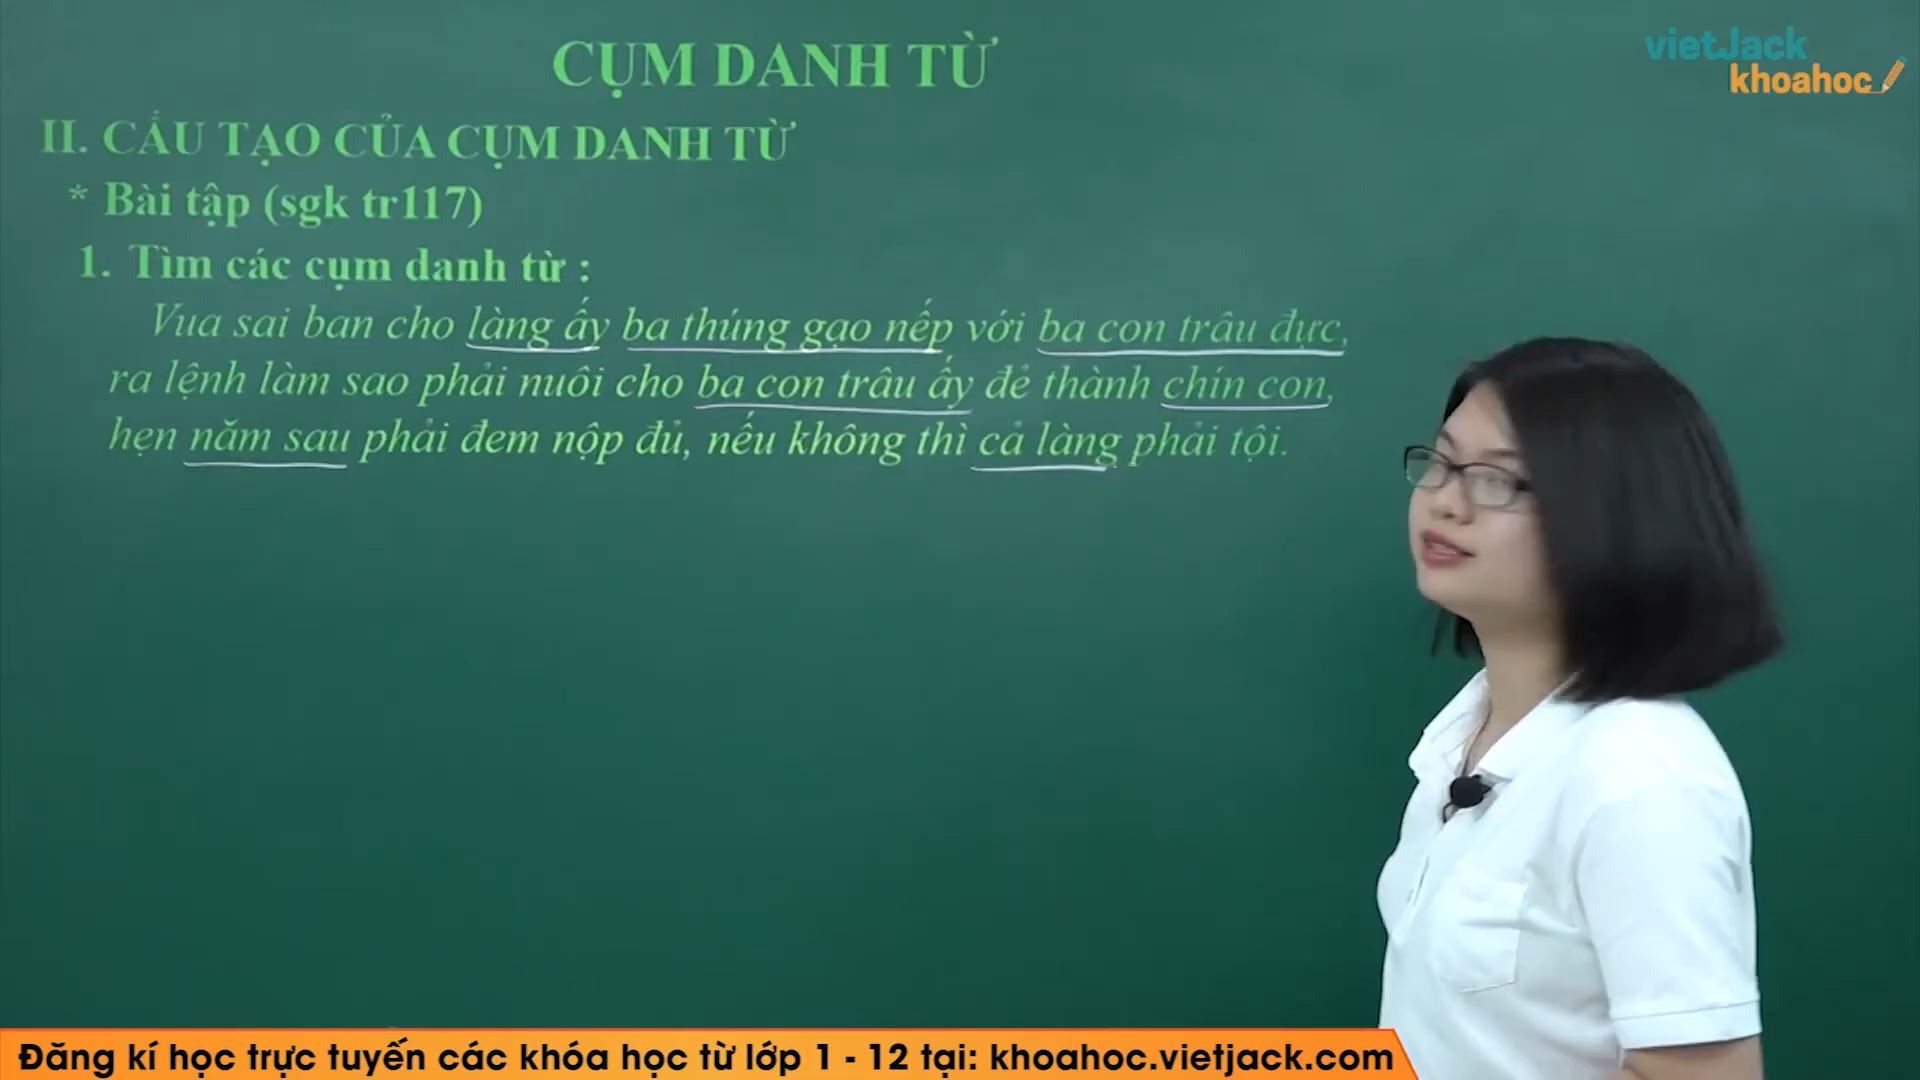 CỤM DANH TỪ
vietJack
khoahoc
II. CẤU TẠO CỦA CỤM DANH TỪ
* Bài tập (sgk tr117)
1. Tìm các cụm danh từ :
Vua sai ban cho làng ấy ba thúng gạo nếp với ba con trâu đực,
ra lệnh làm sao phải nuôi cho ba con trâu ấy đẻ thành chín con,
hẹn năm sau phải đem nộp đủ, nếu không thì cả làng phải tội.
Đăng kí học trực tuyến các khóa học từ lớp 1 - 12 tại: khoahoc.vietjack.com